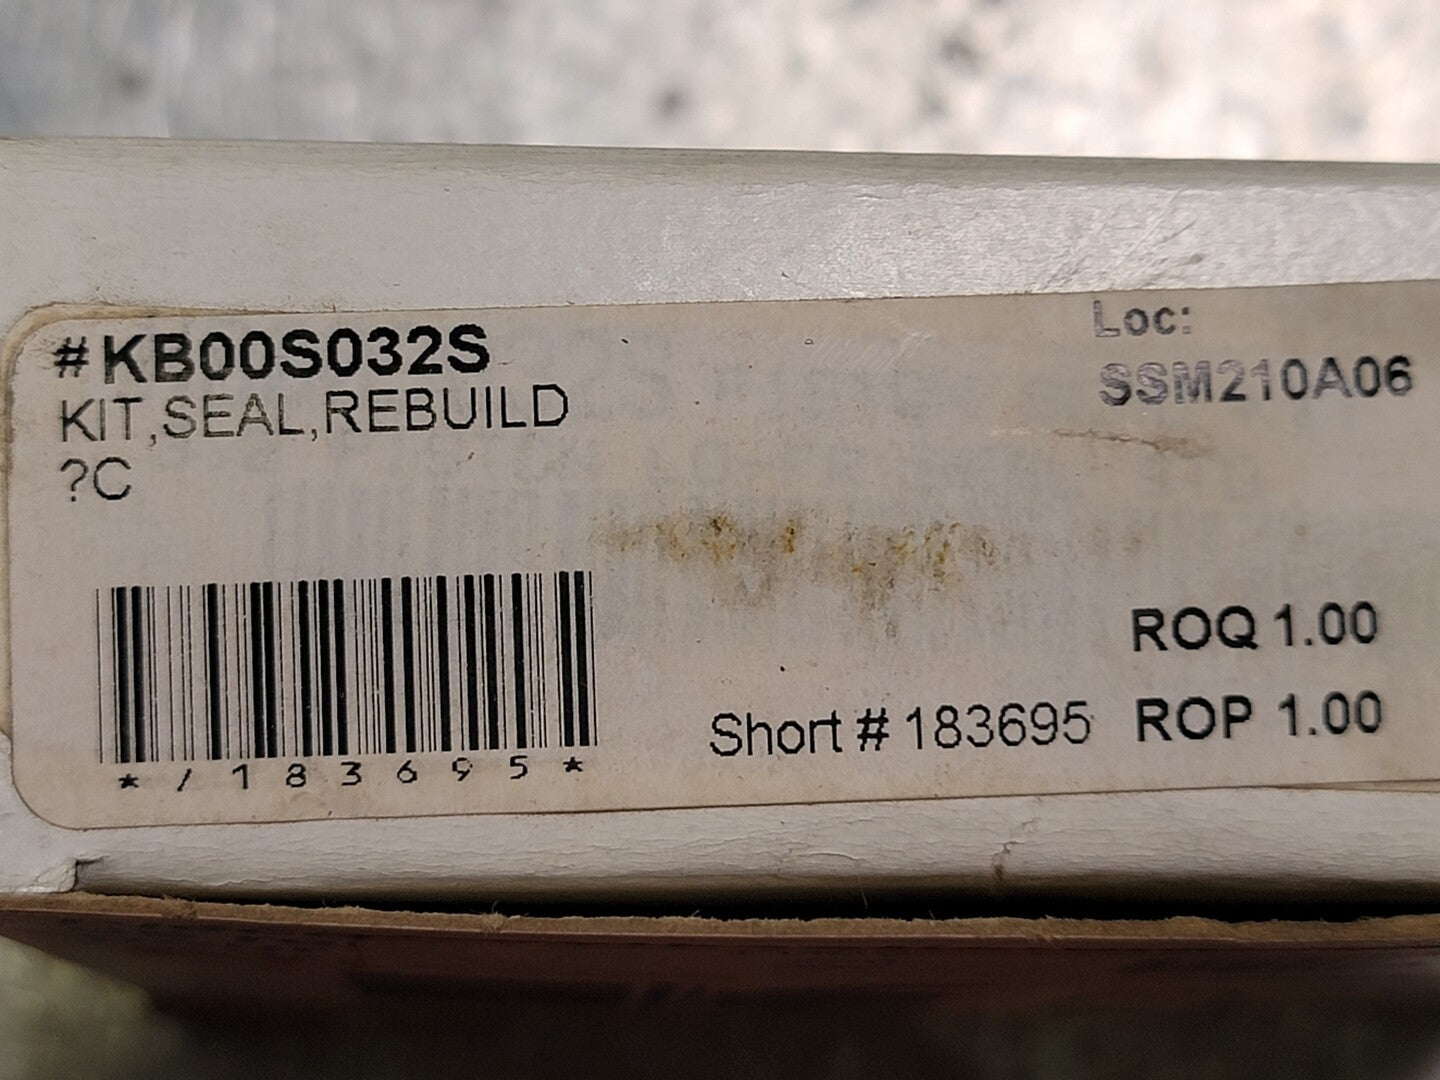 #KB00S032S
KIT,SEAL,REBUILD
?C
Loc:
SSM210A06
*/183695*
Short # 183695
ROQ 1.00
ROP 1.00